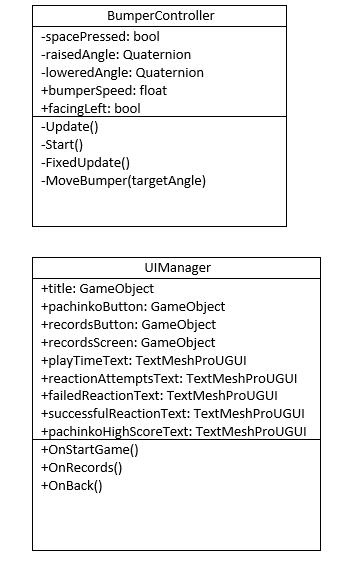 BumperController
-spacePressed: bool
-raisedAngle: Quaternion
-loweredAngle: Quaternion
+bumperSpeed: float
+facingLeft: bool
-Update()
-Start()
-FixedUpdate()
-MoveBumper(targetAngle)
UIManager
+title: GameObject
+pachinkoButton: GameObject
+recordsButton: GameObject
+recordsScreen: GameObject
+playTimeText: TextMeshProUGUI
+reactionAttemptsText: TextMeshProUGUI
+failedReactionText: TextMeshProUGUI
+successfulReactionText: TextMeshProUGUI
+pachinkoHighScoreText: TextMeshProUGUI
+OnStartGame()
+OnRecords()
+OnBack()